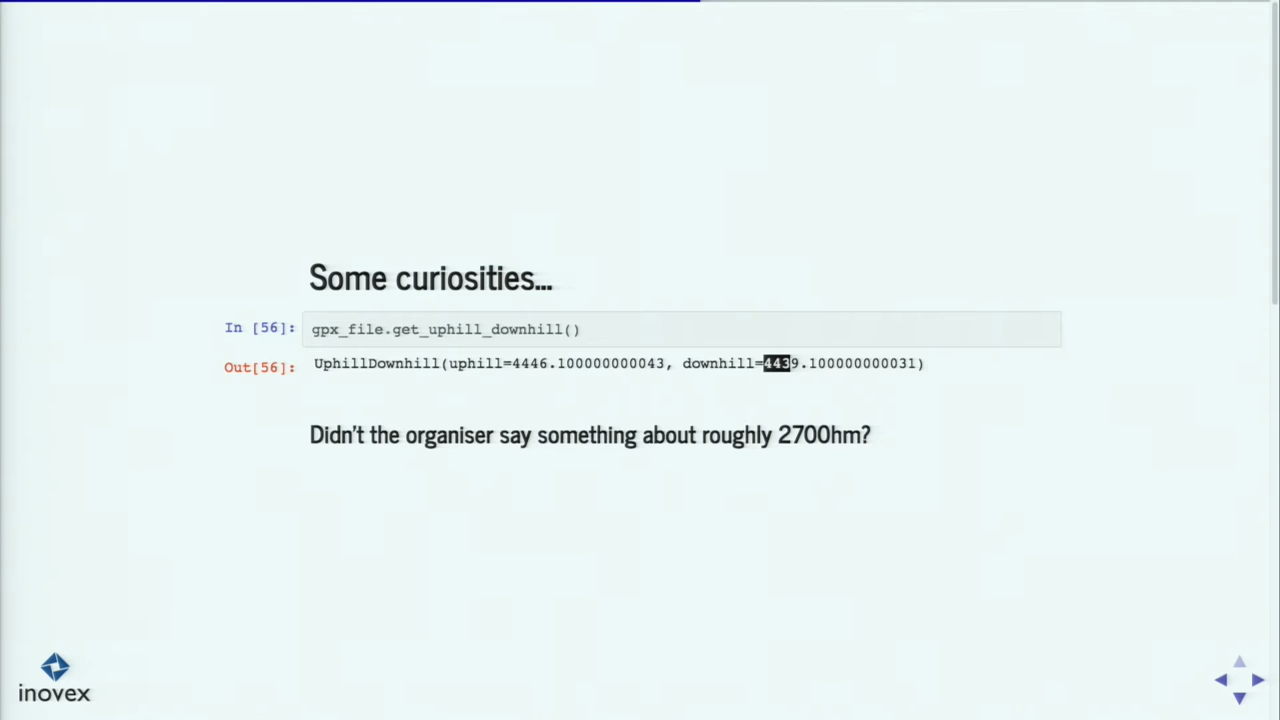 Some curiosities...
In [56]: gpx_file.get_uphill_downhill()
Out[56]: UphillDownhill(uphill=4446.100000000043, downhill=4439.100000000031)
Didn't the organiser say something about roughly 2700hm?
inovex